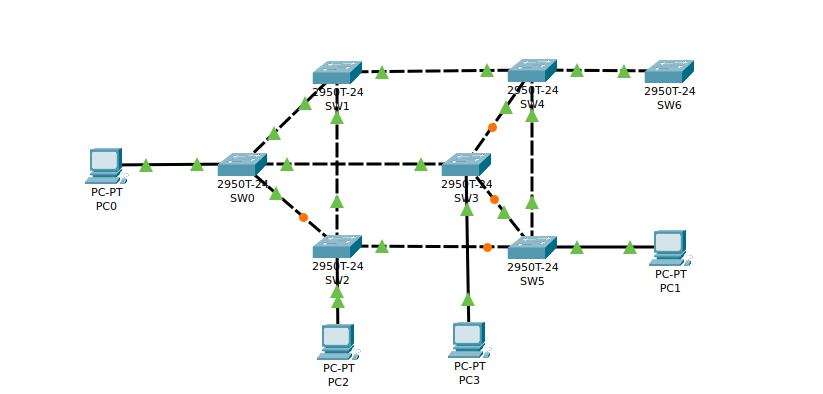 2950T-24
SW1
2950T-24
SW4
2950T-24
SW6
PC-PT
PC0
2950T-24
SW0
2950T-24
SW3
2950T-24
SW2
2950T-24
SW5
PC-PT
PC1
PC-PT
PC2
PC-PT
PC3